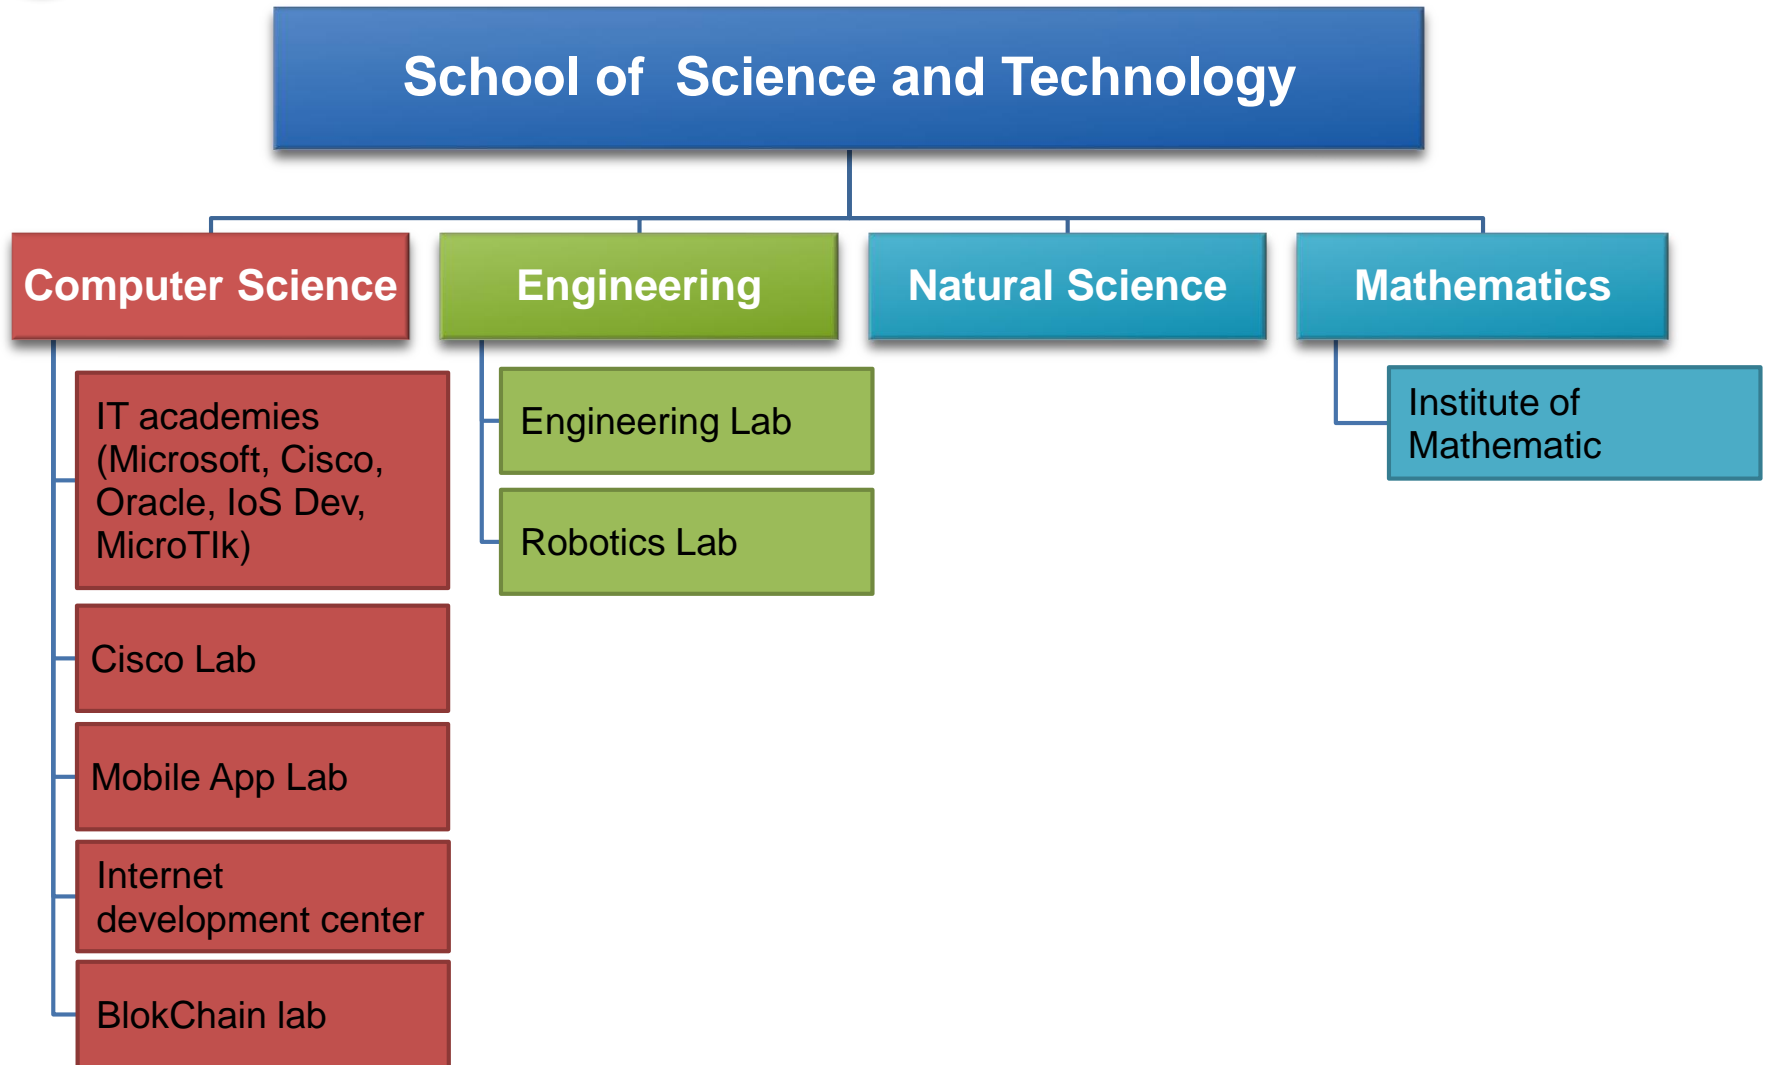 School of  Science and Technology
Computer Science
Engineering
Natural Science
Mathematics
IT academies
(Microsoft, Cisco,
Oracle, IoS Dev,
MicroTIk)
Cisco Lab
Mobile App Lab
Internet
development center
BlokChain lab
Engineering Lab
Robotics Lab
Institute of
Mathematic